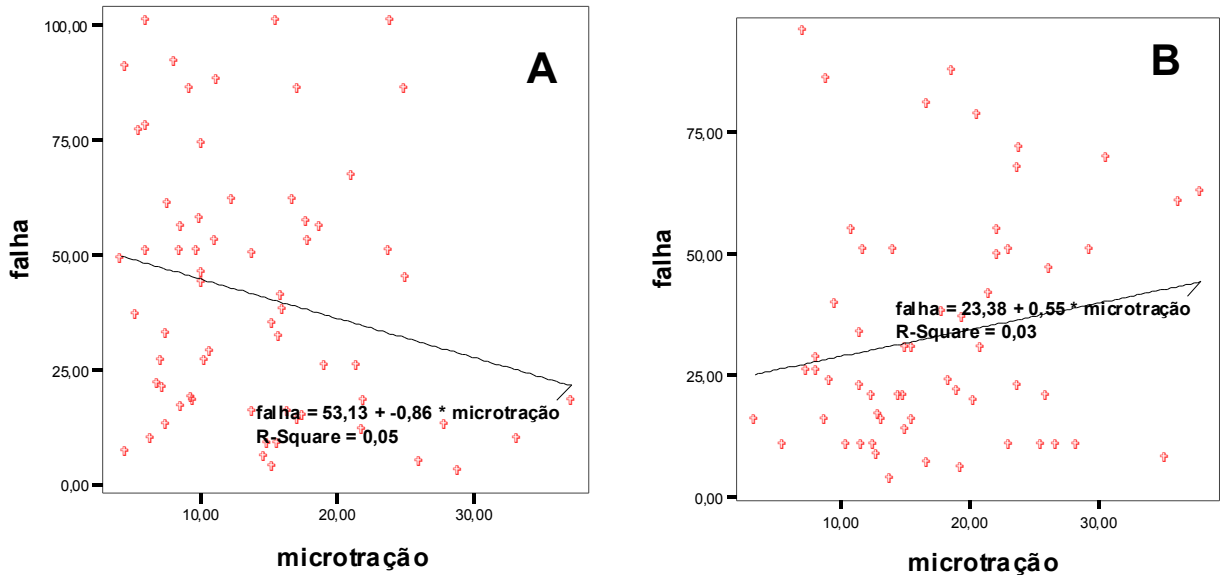 A
100,00
75,00
50,00
25,00
0,00
falha
falha = 53,13 + -0,86 * microtração
R-Square = 0,05
10,00 20,00 30,00
microtração
B
75,00
50,00
25,00
0,00
falha
falha = 23,38 + 0,55 * microtração
R-Square = 0,03
10,00 20,00 30,00
microtração